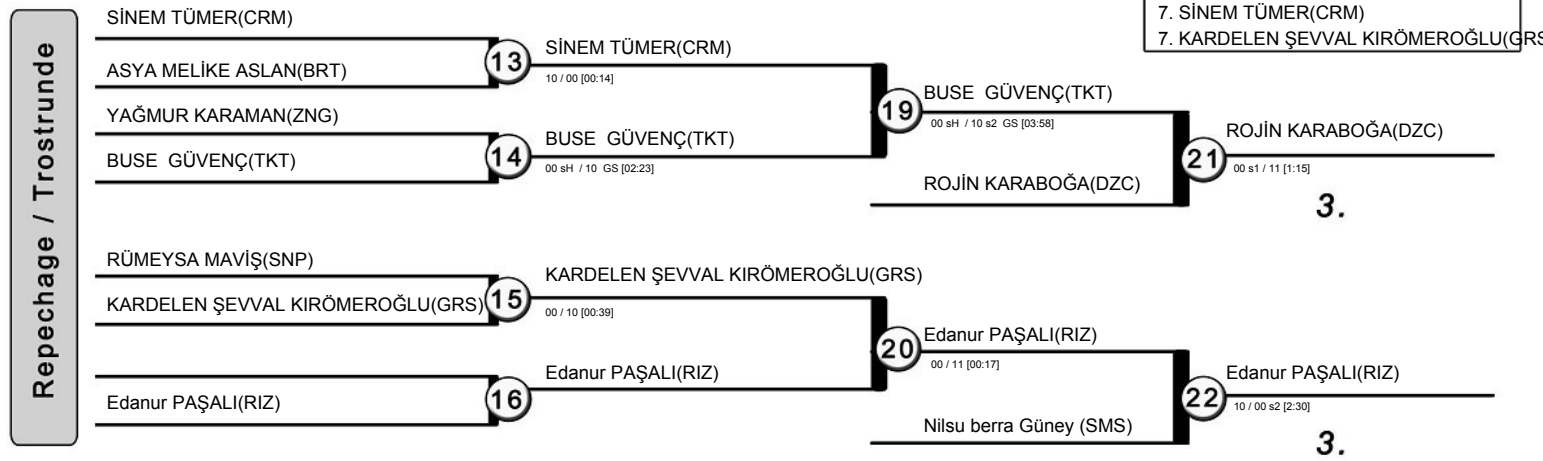 Repechage / Trostrunde
7. SİNEM TÜMER(CRM)
7. KARDELEN ŞEVVAL KIRÖMEROĞLU(GRS
SİNEM TÜMER(CRM)
ASYA MELİKE ASLAN(BRT)
13
SİNEM TÜMER(CRM)
10 / 00 [00:14]
YAĞMUR KARAMAN(ZNG)
BUSE GÜVENÇ(TKT)
14
BUSE GÜVENÇ(TKT)
00 sH / 10 GS [02:23]
19
BUSE GÜVENÇ(TKT)
00 sH / 10 s2 GS [03:58]
ROJİN KARABOĞA(DZC)
21
ROJİN KARABOĞA(DZC)
00 s1 / 11 [1:15]
3.
RÜMEYSA MAVİŞ(SNP)
KARDELEN ŞEVVAL KIRÖMEROĞLU(GRS)
15
KARDELEN ŞEVVAL KIRÖMEROĞLU(GRS)
00 / 10 [00:39]
Edanur PAŞALI(RIZ)
16
Edanur PAŞALI(RIZ)
20
Edanur PAŞALI(RIZ)
00 / 11 [00:17]
Nilsu berra Güney (SMS)
22
Edanur PAŞALI(RIZ)
10 / 00 s2 [2:30]
3.